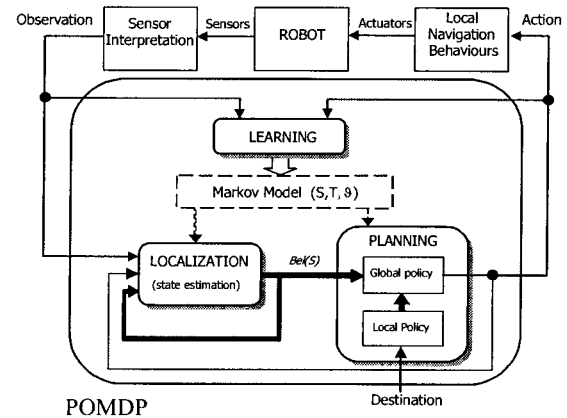 Observation
Sensor
Interpretation
Sensors
ROBOT
Actuators
Local
Navigation
Behaviours
Action
LEARNING
Markov Model (S,T, ϑ)
LOCALIZATION
(state estimation)
Bel(S)
PLANNING
Global policy
Local Policy
Destination
POMDP